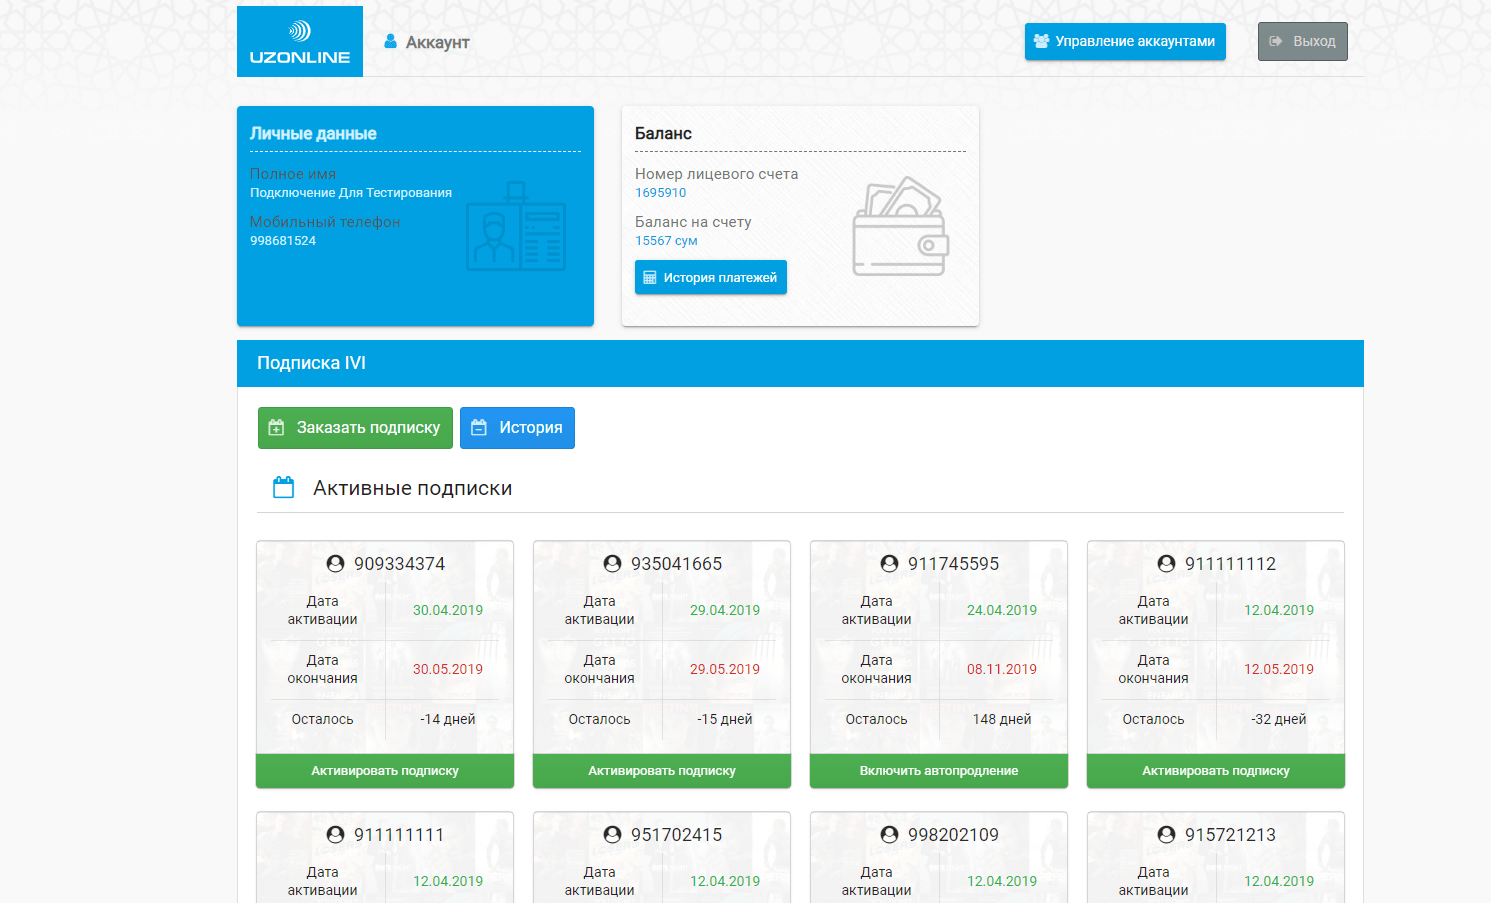 UZONLINE
Аккаунт
Управление аккаунтами
Выход
Личные данные
Полное имя
Подключение Для Тестирования
Мобильный телефон
998681524
Баланс
Номер лицевого счета
1695910
Баланс на счету
15567 сум
История платежей
Подписка IVI
Заказать подписку
История
Активные подписки
909334374
Дата
активации
30.04.2019
Дата
окончания
30.05.2019
Осталось
-14 дней
Активировать подписку
935041665
Дата
активации
29.04.2019
Дата
окончания
29.05.2019
Осталось
-15 дней
Активировать подписку
911745595
Дата
активации
24.04.2019
Дата
окончания
08.11.2019
Осталось
148 дней
Включить автопродление
911111112
Дата
активации
12.04.2019
Дата
окончания
12.05.2019
Осталось
-32 дней
Активировать подписку
911111111
Дата
активации
12.04.2019
951702415
Дата
активации
12.04.2019
998202109
Дата
активации
12.04.2019
915721213
Дата
активации
12.04.2019